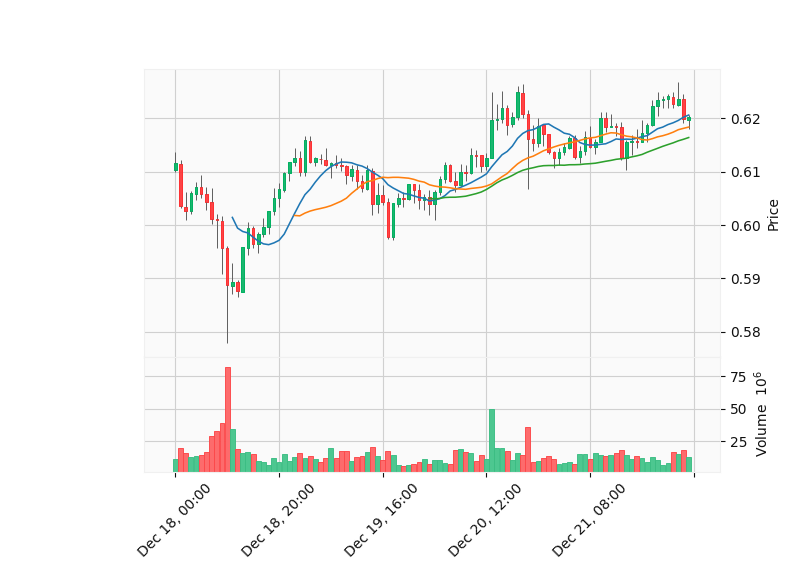 0.62
0.61
0.60
0.59
0.58
Price
75
50
25
Volume 10⁶
Dec 18, 00:00
Dec 18, 20:00
Dec 19, 16:00
Dec 20, 12:00
Dec 21, 08:00